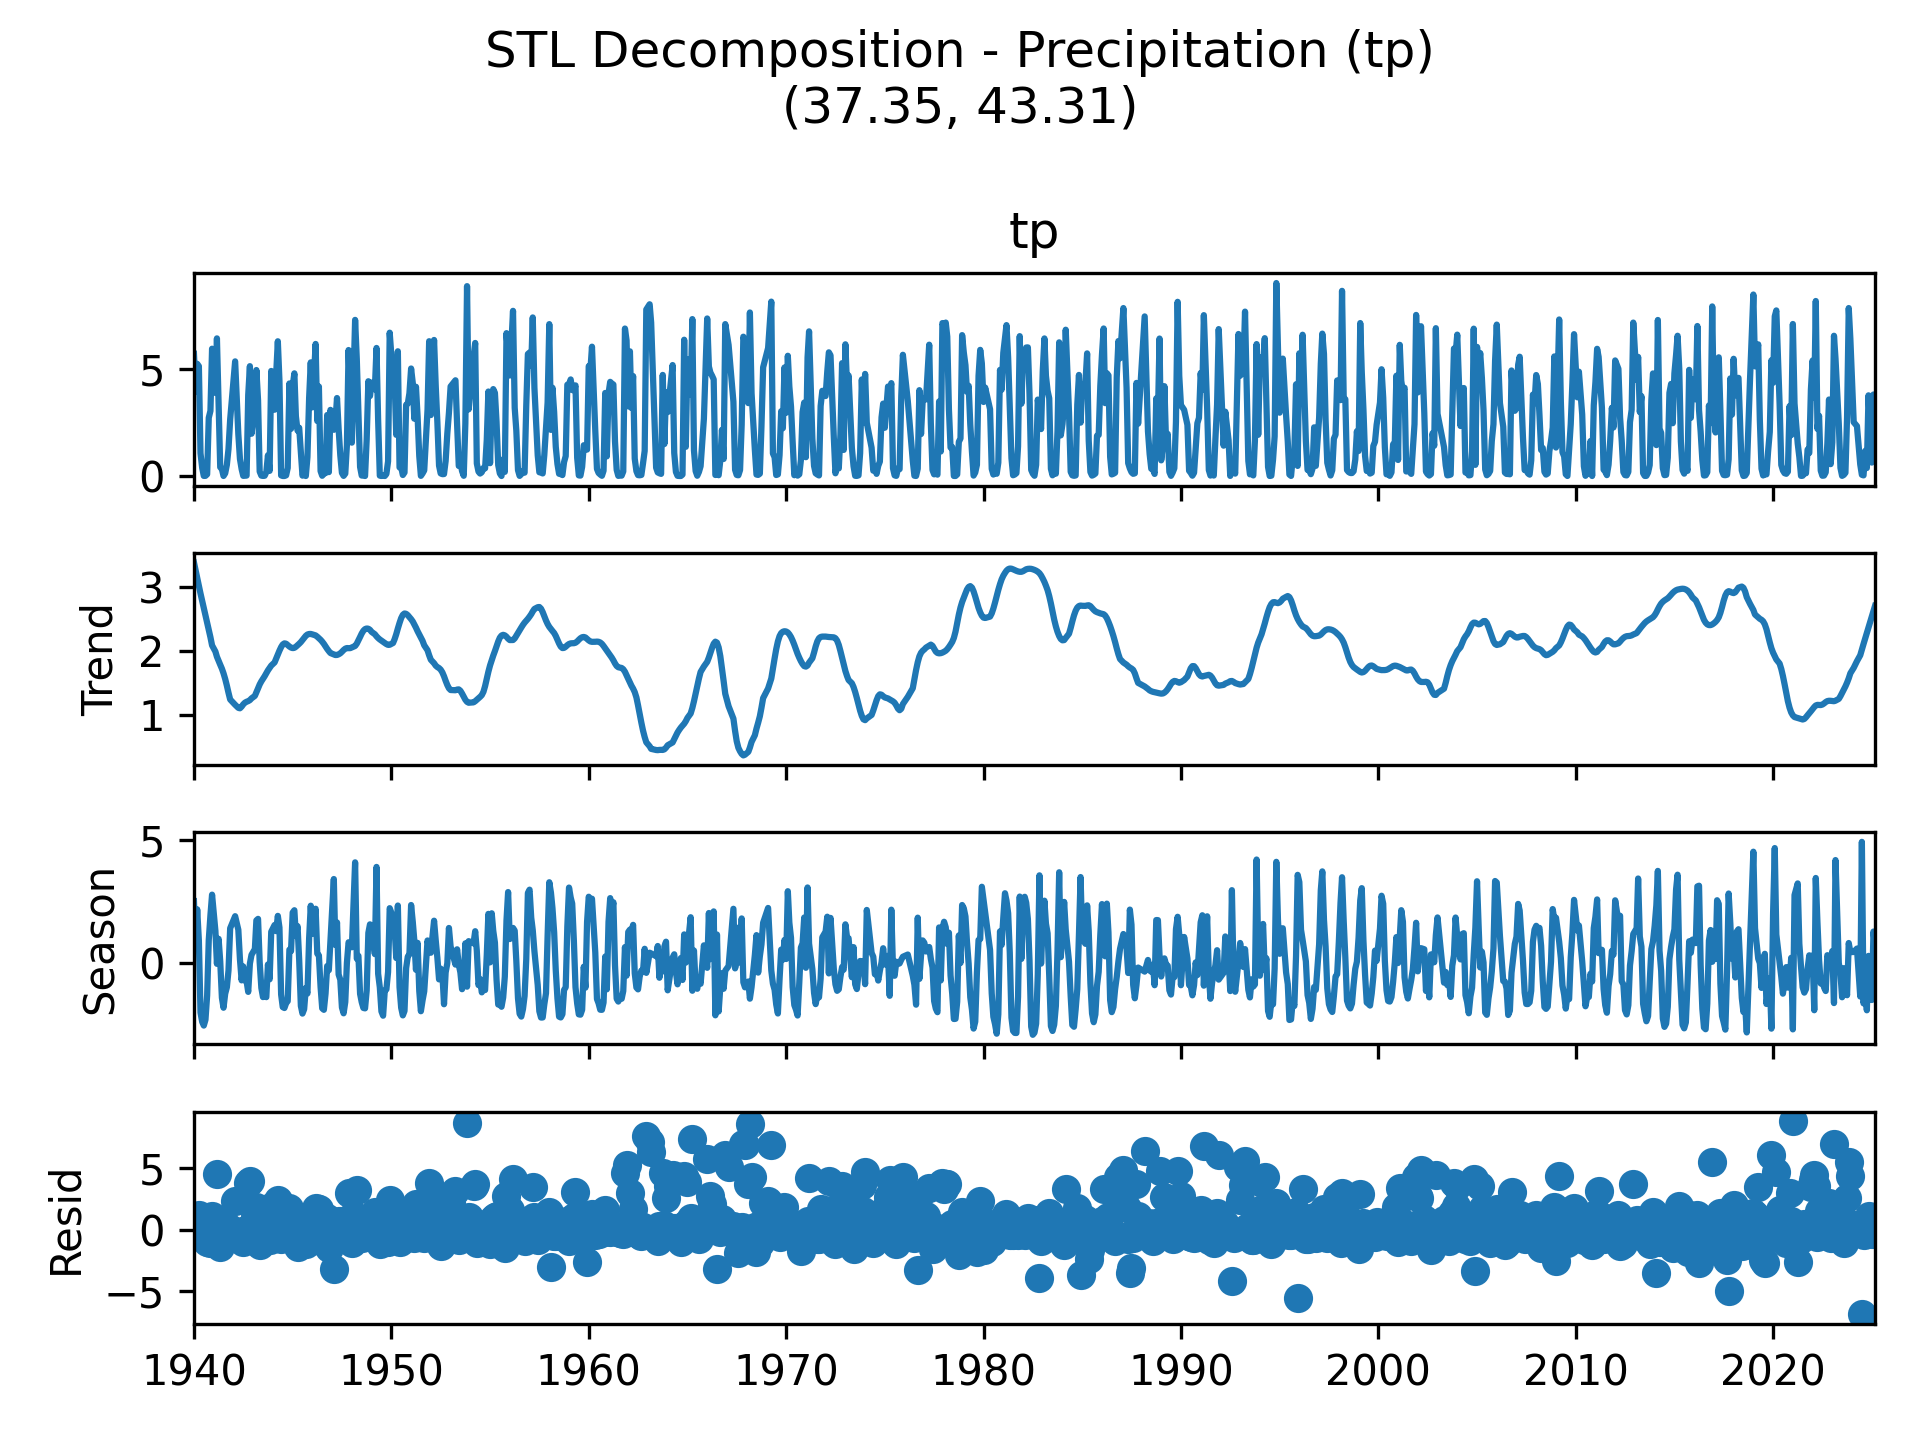 STL Decomposition - Precipitation (tp)
(37.35, 43.31)
tp
5
0
Trend
3
2
1
Season
5
0
Resid
5
0
−5
1940 1950 1960 1970 1980 1990 2000 2010 2020